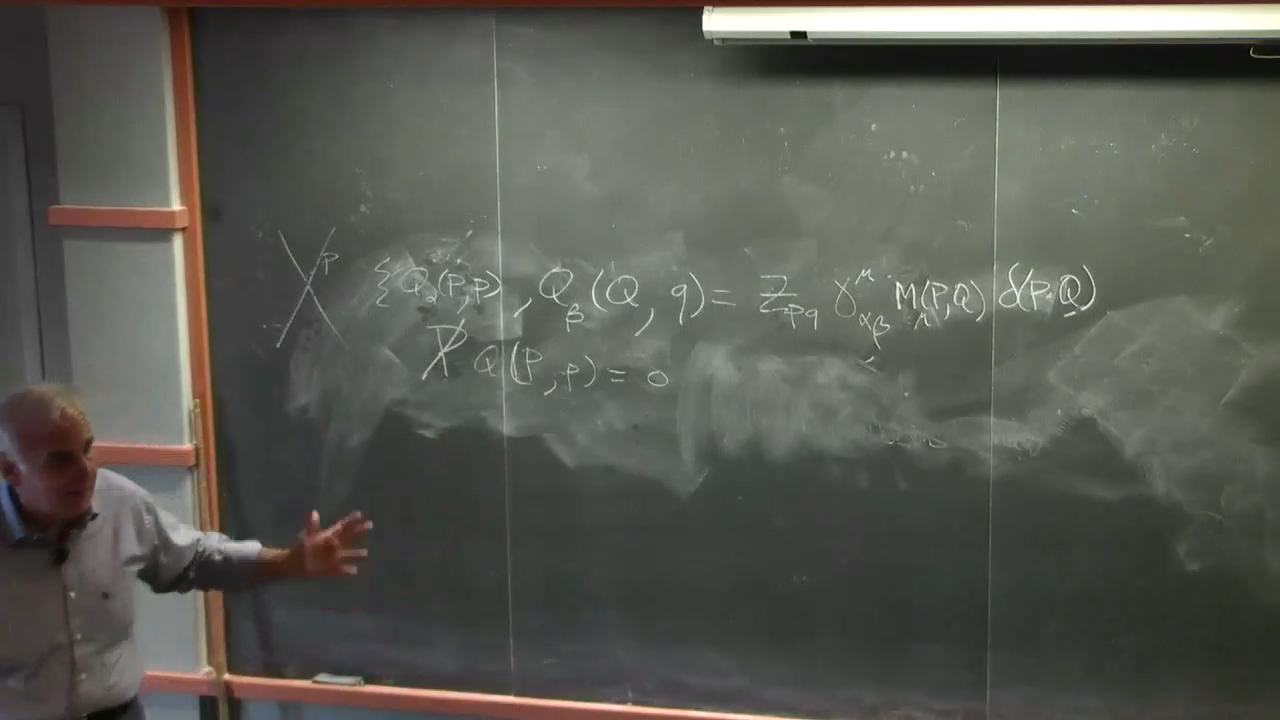 P {Q_α(P,p), Q_β(Q,q) = Z_pq γ^μ_αβ M_μ(P,Q) δ(P·Q)
P̸ Q(P,p) = 0